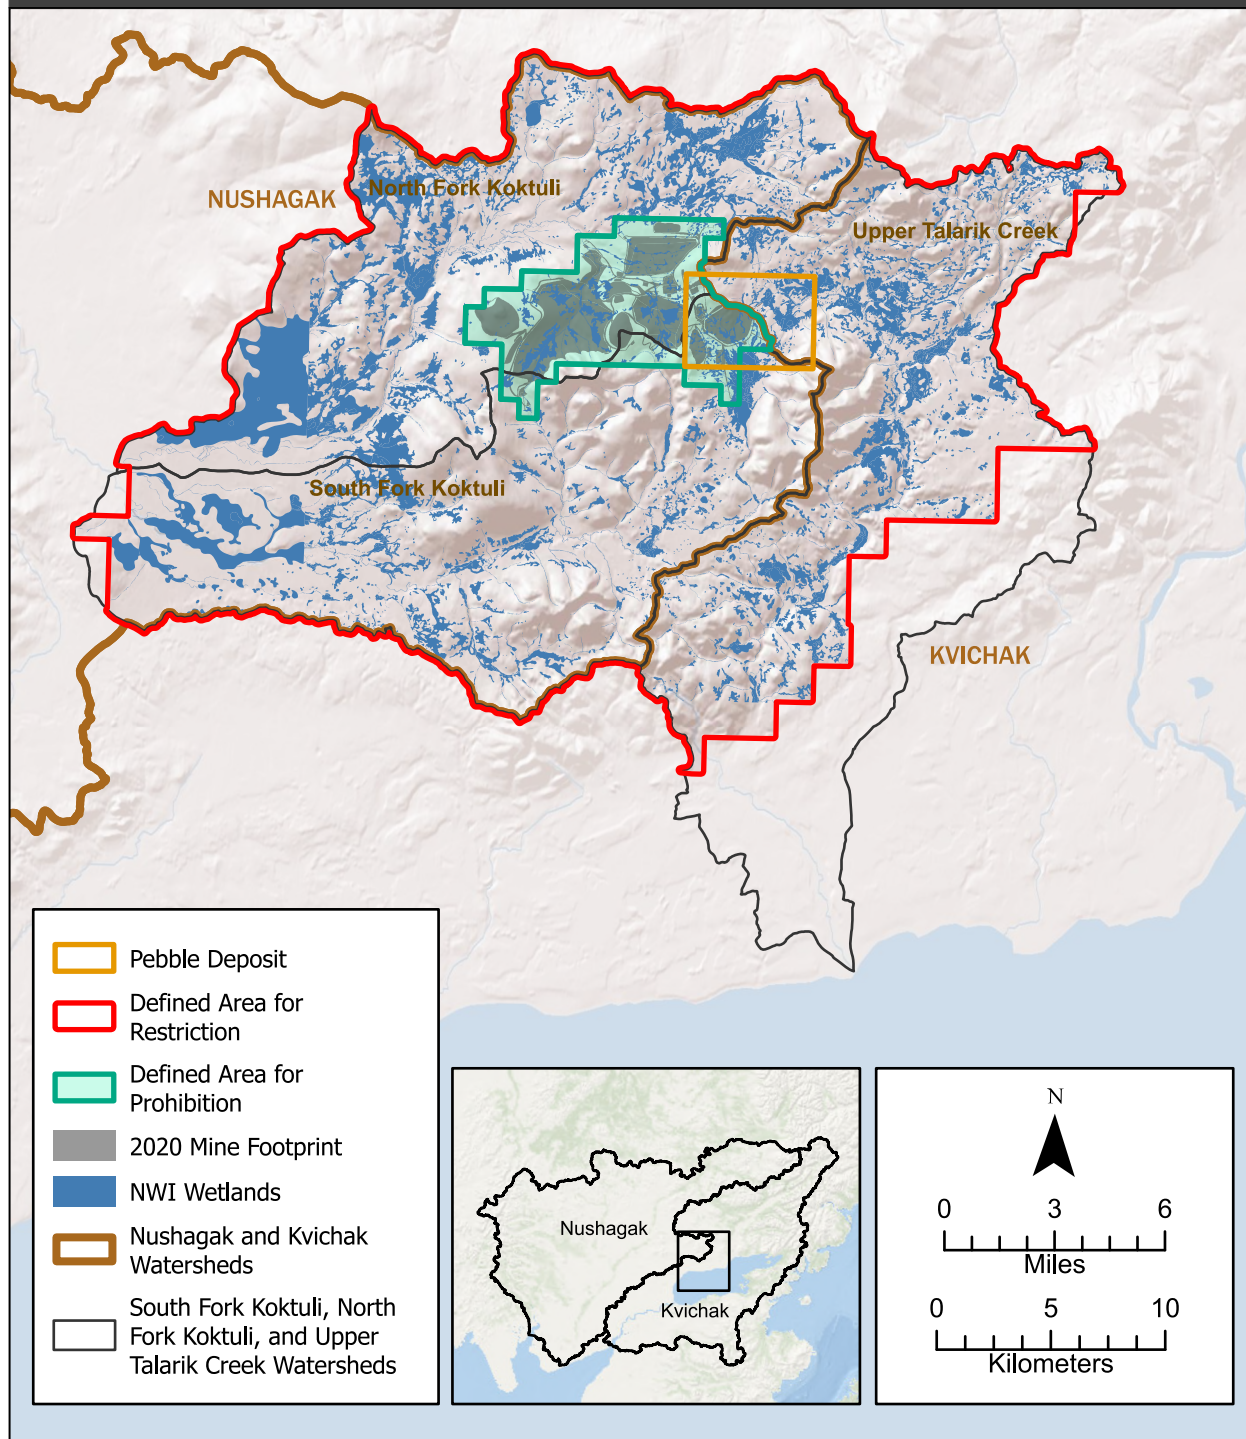 NUSHAGAK
North Fork Koktuli
Upper Talarik Creek
South Fork Koktuli
KVICHAK
Pebble Deposit
Defined Area for
Restriction
Defined Area for
Prohibition
2020 Mine Footprint
NWI Wetlands
Nushagak and Kvichak
Watersheds
South Fork Koktuli, North
Fork Koktuli, and Upper
Talarik Creek Watersheds
Nushagak
Kvichak
N
0 3 6
Miles
0 5 10
Kilometers